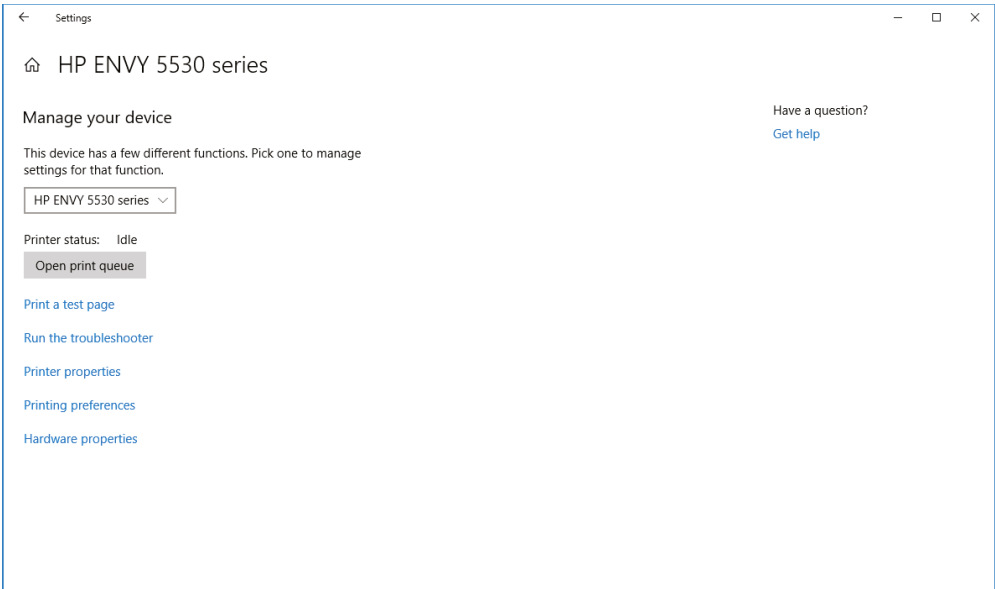 Settings
HP ENVY 5530 series
Manage your device
Have a question?
Get help
This device has a few different functions. Pick one to manage
settings for that function.
HP ENVY 5530 series
Printer status: Idle
Open print queue
Print a test page
Run the troubleshooter
Printer properties
Printing preferences
Hardware properties